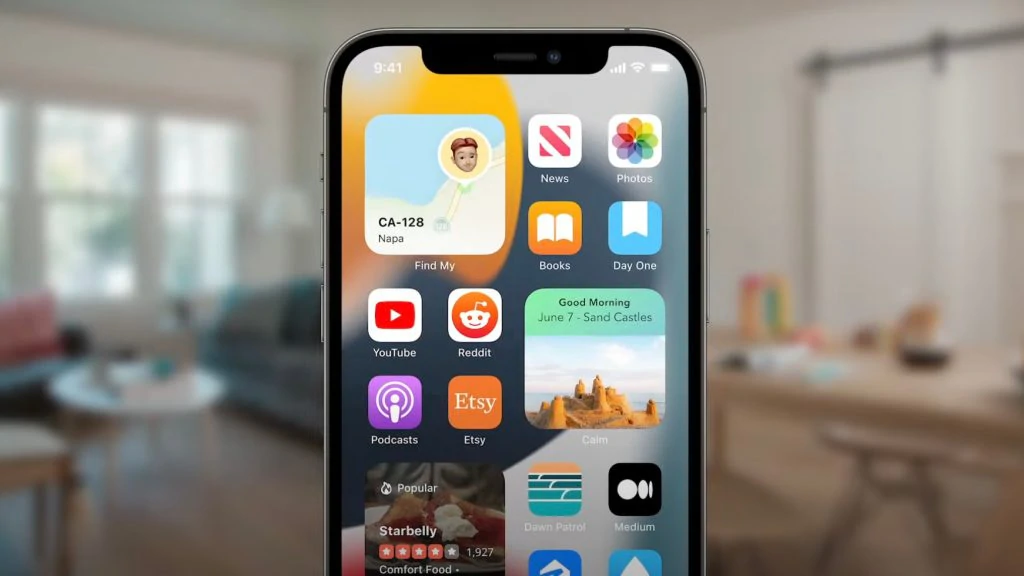 9:41
CA-128
Napa
Find My
News
Photos
Books
Day One
YouTube
Reddit
Good Morning
June 7 - Sand Castles
Podcasts
Etsy
Etsy
Calm
Popular
Starbelly
1,927
Comfort Food •
Dawn Patrol
Medium